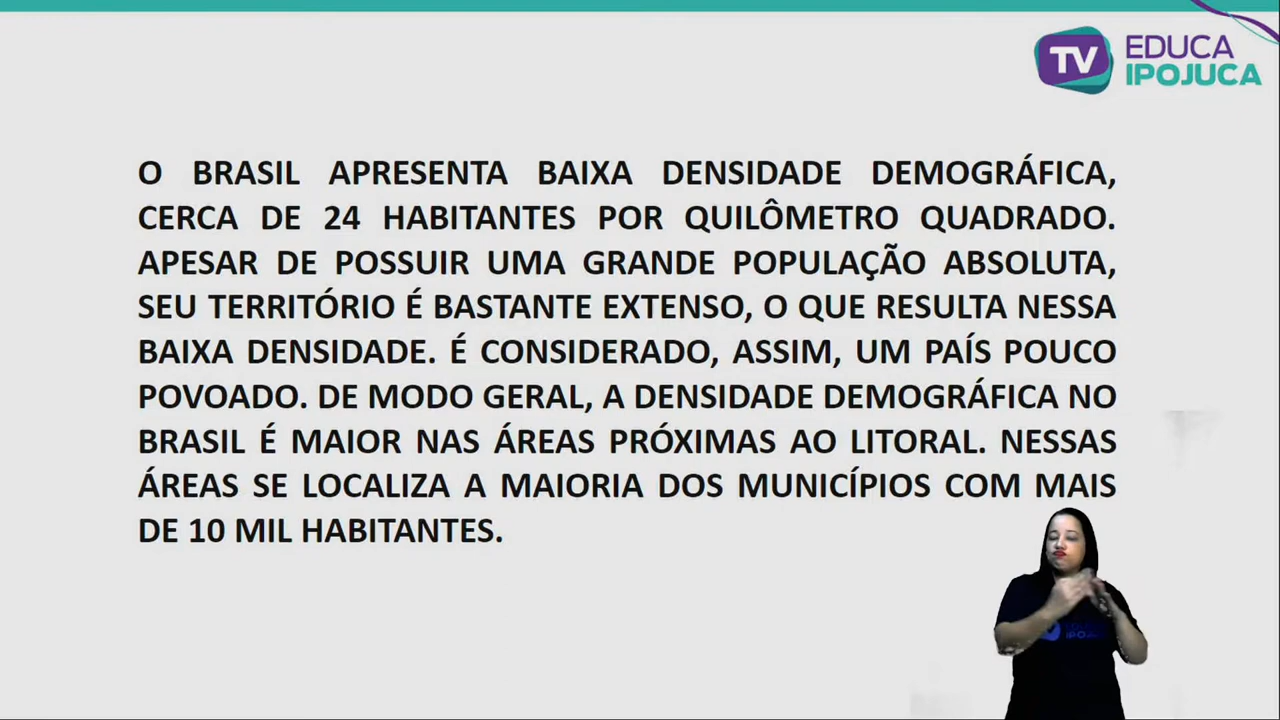 TV EDUCA
IPOJUCA
O BRASIL APRESENTA BAIXA DENSIDADE DEMOGRÁFICA,
CERCA DE 24 HABITANTES POR QUILÔMETRO QUADRADO.
APESAR DE POSSUIR UMA GRANDE POPULAÇÃO ABSOLUTA,
SEU TERRITÓRIO É BASTANTE EXTENSO, O QUE RESULTA NESSA
BAIXA DENSIDADE. É CONSIDERADO, ASSIM, UM PAÍS POUCO
POVOADO. DE MODO GERAL, A DENSIDADE DEMOGRÁFICA NO
BRASIL É MAIOR NAS ÁREAS PRÓXIMAS AO LITORAL. NESSAS
ÁREAS SE LOCALIZA A MAIORIA DOS MUNICÍPIOS COM MAIS
DE 10 MIL HABITANTES.